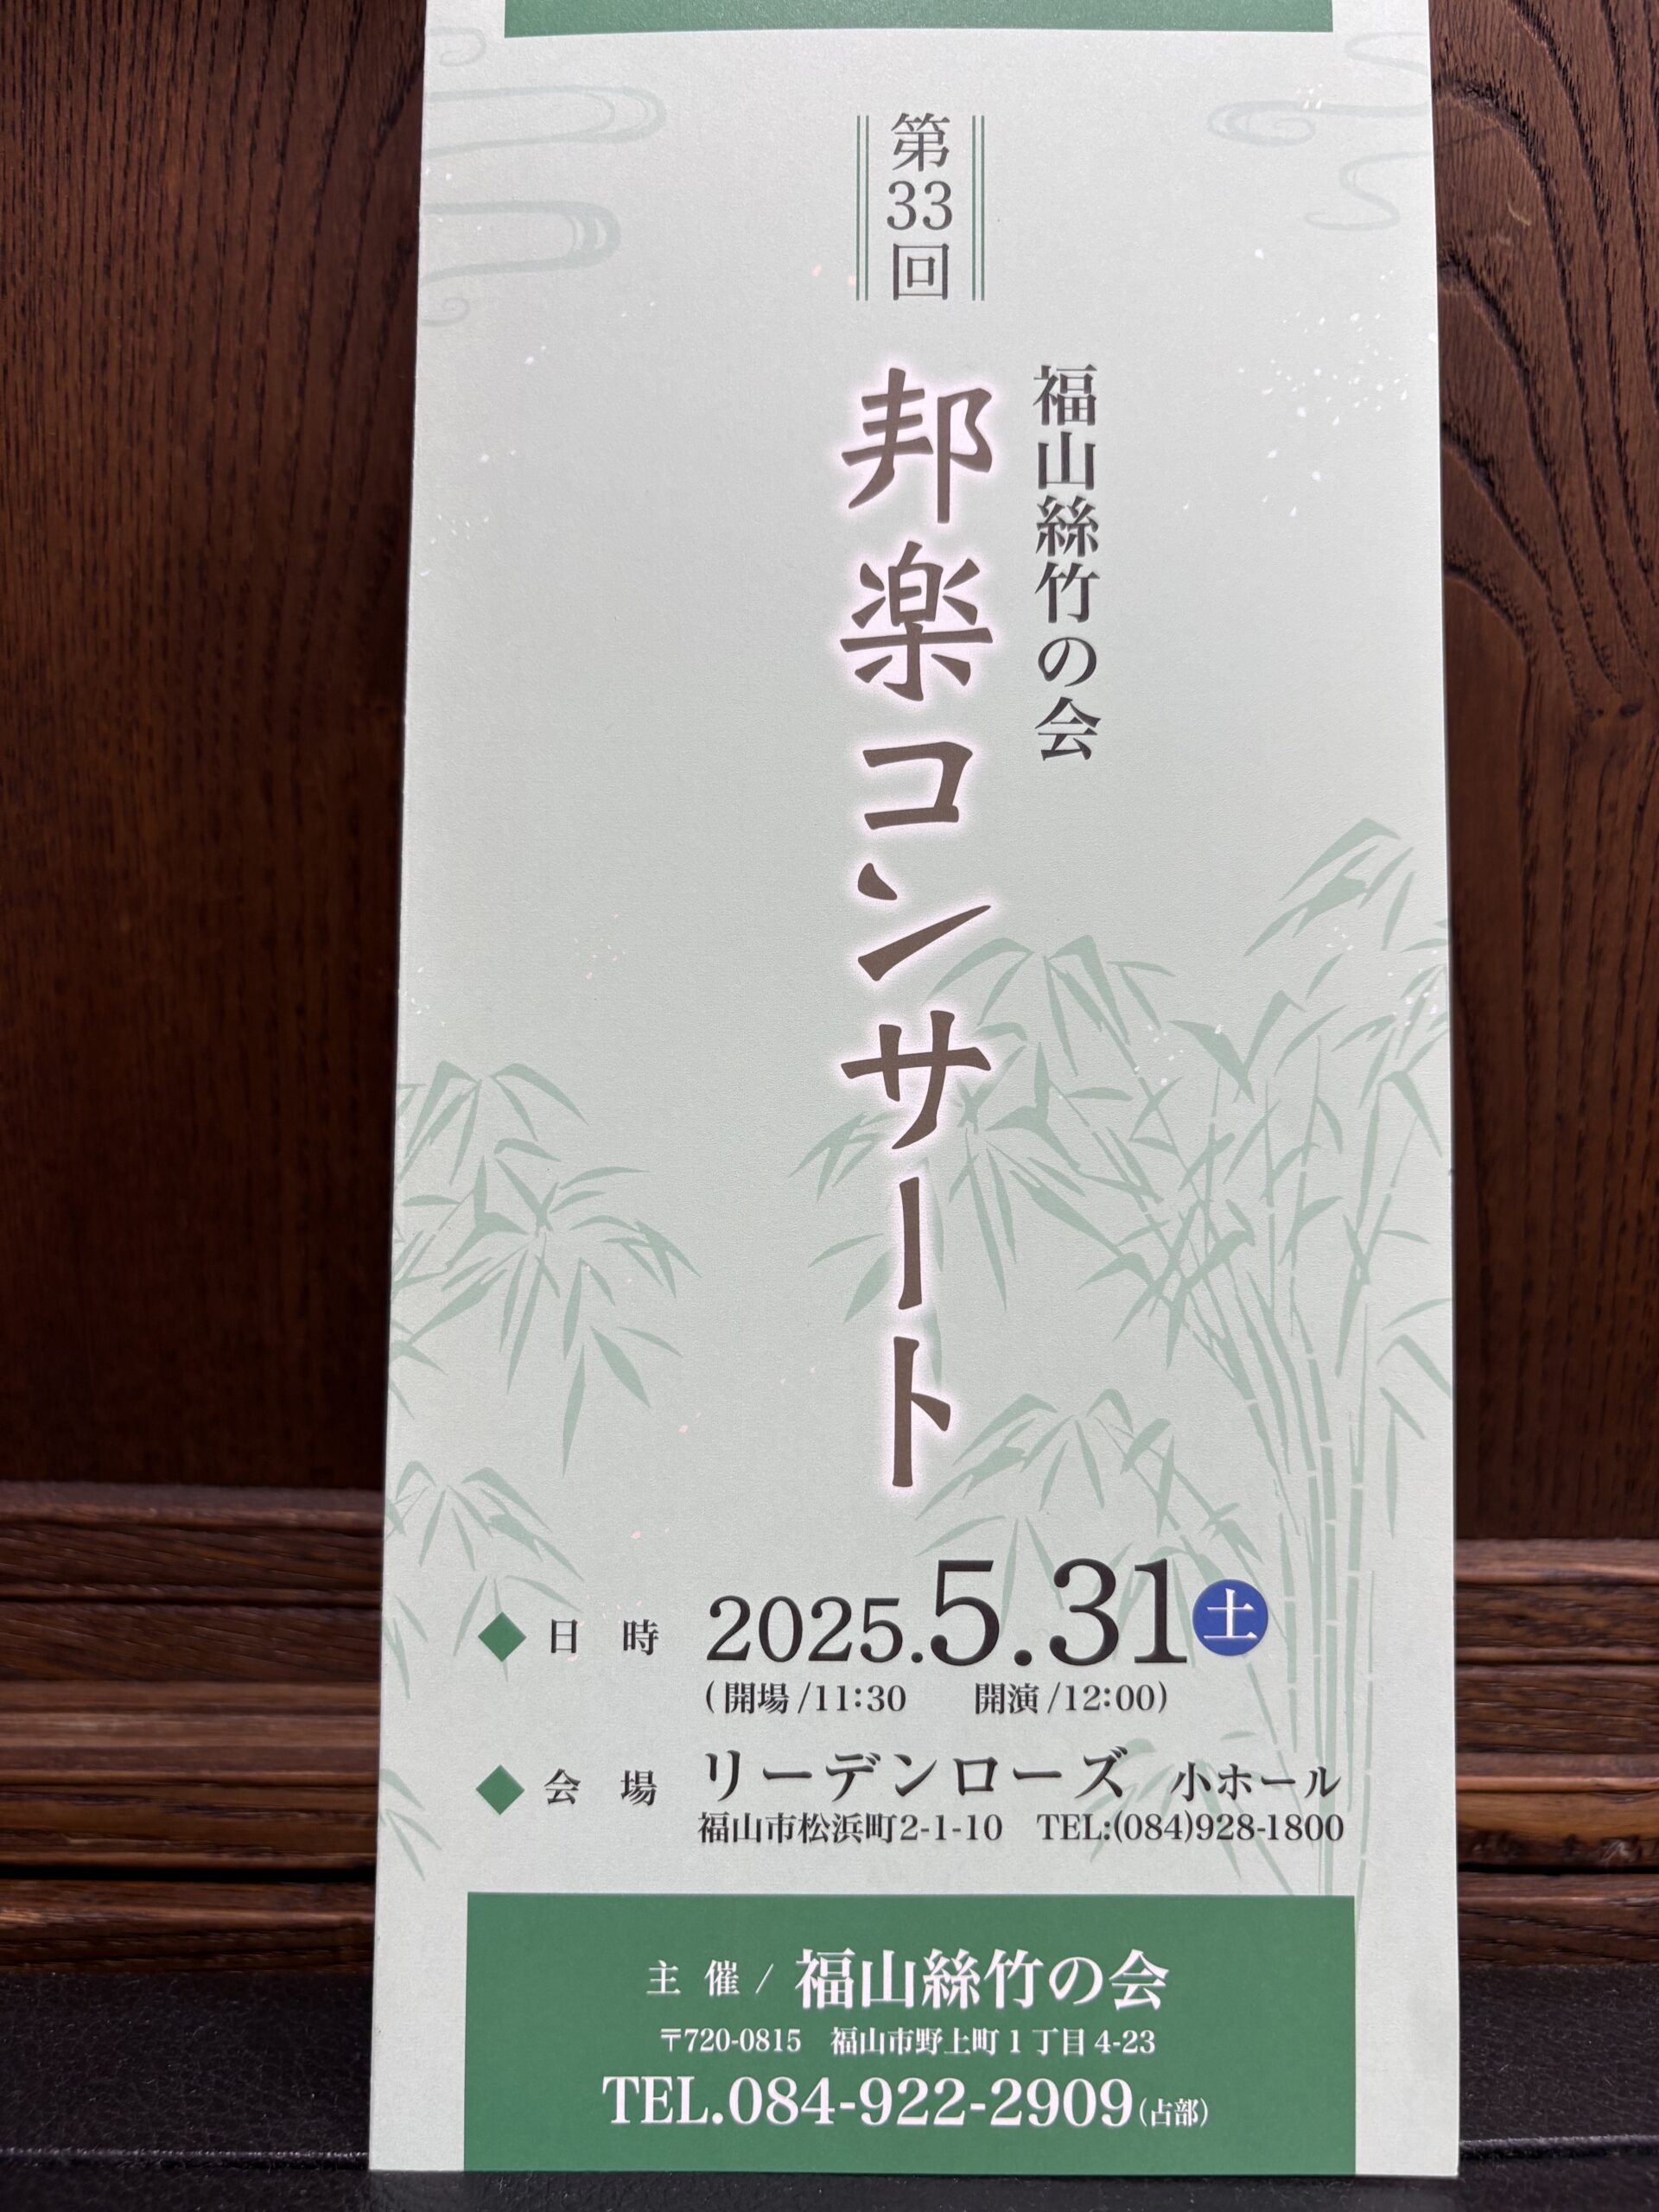 第33回
福山絲竹の会
邦楽コンサート
◆日 時 2025.5.31土
(開場/11:30 開演/12:00)
◆会 場 リーデンローズ 小ホール
福山市松浜町2-1-10 TEL:(084)928-1800
主 催/福山絲竹の会
〒720-0815 福山市野上町1丁目4-23
TEL.084-922-2909(占部)